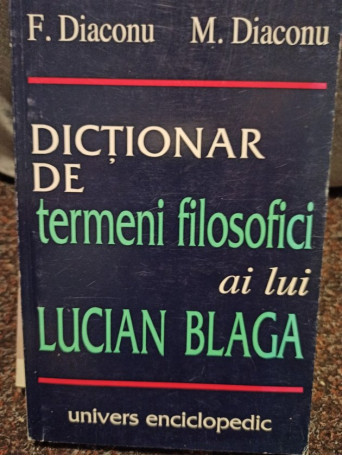 F. Diaconu M. Diaconu
DICȚIONAR
DE
termeni filosofici
ai lui
LUCIAN BLAGA
univers enciclopedic